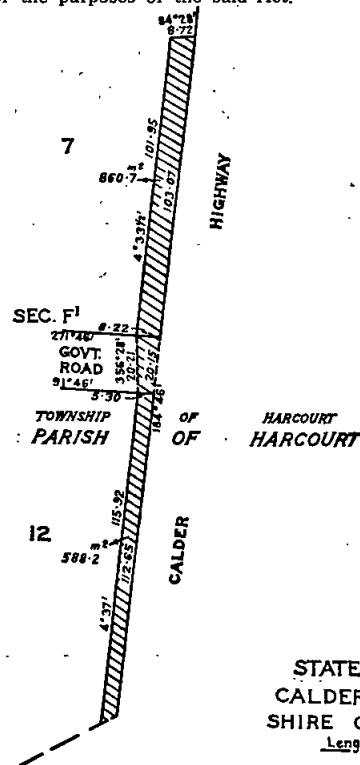 or the purposes of the said Act.
84°28'
8·72
7
101·95
860·7 m²
103·07
4°33½'
HIGHWAY
SEC. F¹
8·22
271°46'
GOVT.
ROAD
356°28'
20·21
20·15
91°46'
5·30
184°46'
TOWNSHIP OF HARCOURT
PARISH OF HARCOURT
115·92
12
m²
588·2
112·65
CALDER
4°37'
STATE
CALDER
SHIRE
Leng